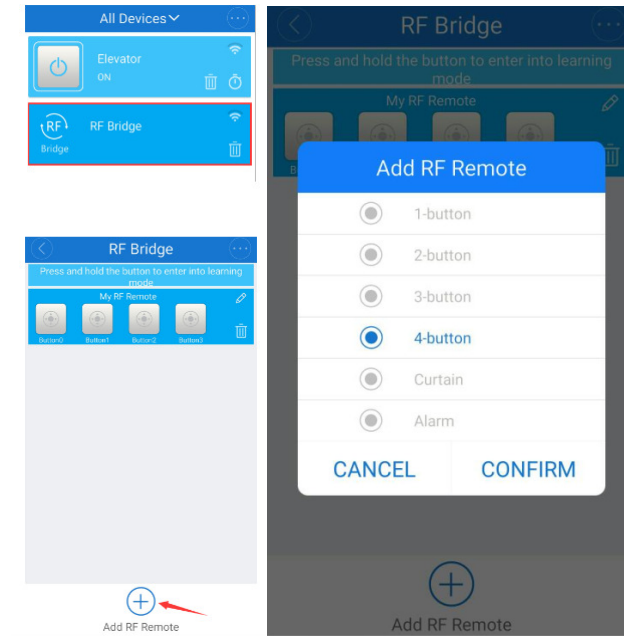 All Devices
Elevator
ON
RF
Bridge
RF Bridge
RF Bridge
Press and hold the button to enter into learning
mode
My RF Remote
Button0
Button1
Button2
Button3
Add RF Remote
RF Bridge
Press and hold the button to enter into learning
mode
My RF Remote
B
Add RF Remote
1-button
2-button
3-button
4-button
Curtain
Alarm
CANCEL
CONFIRM
Add RF Remote